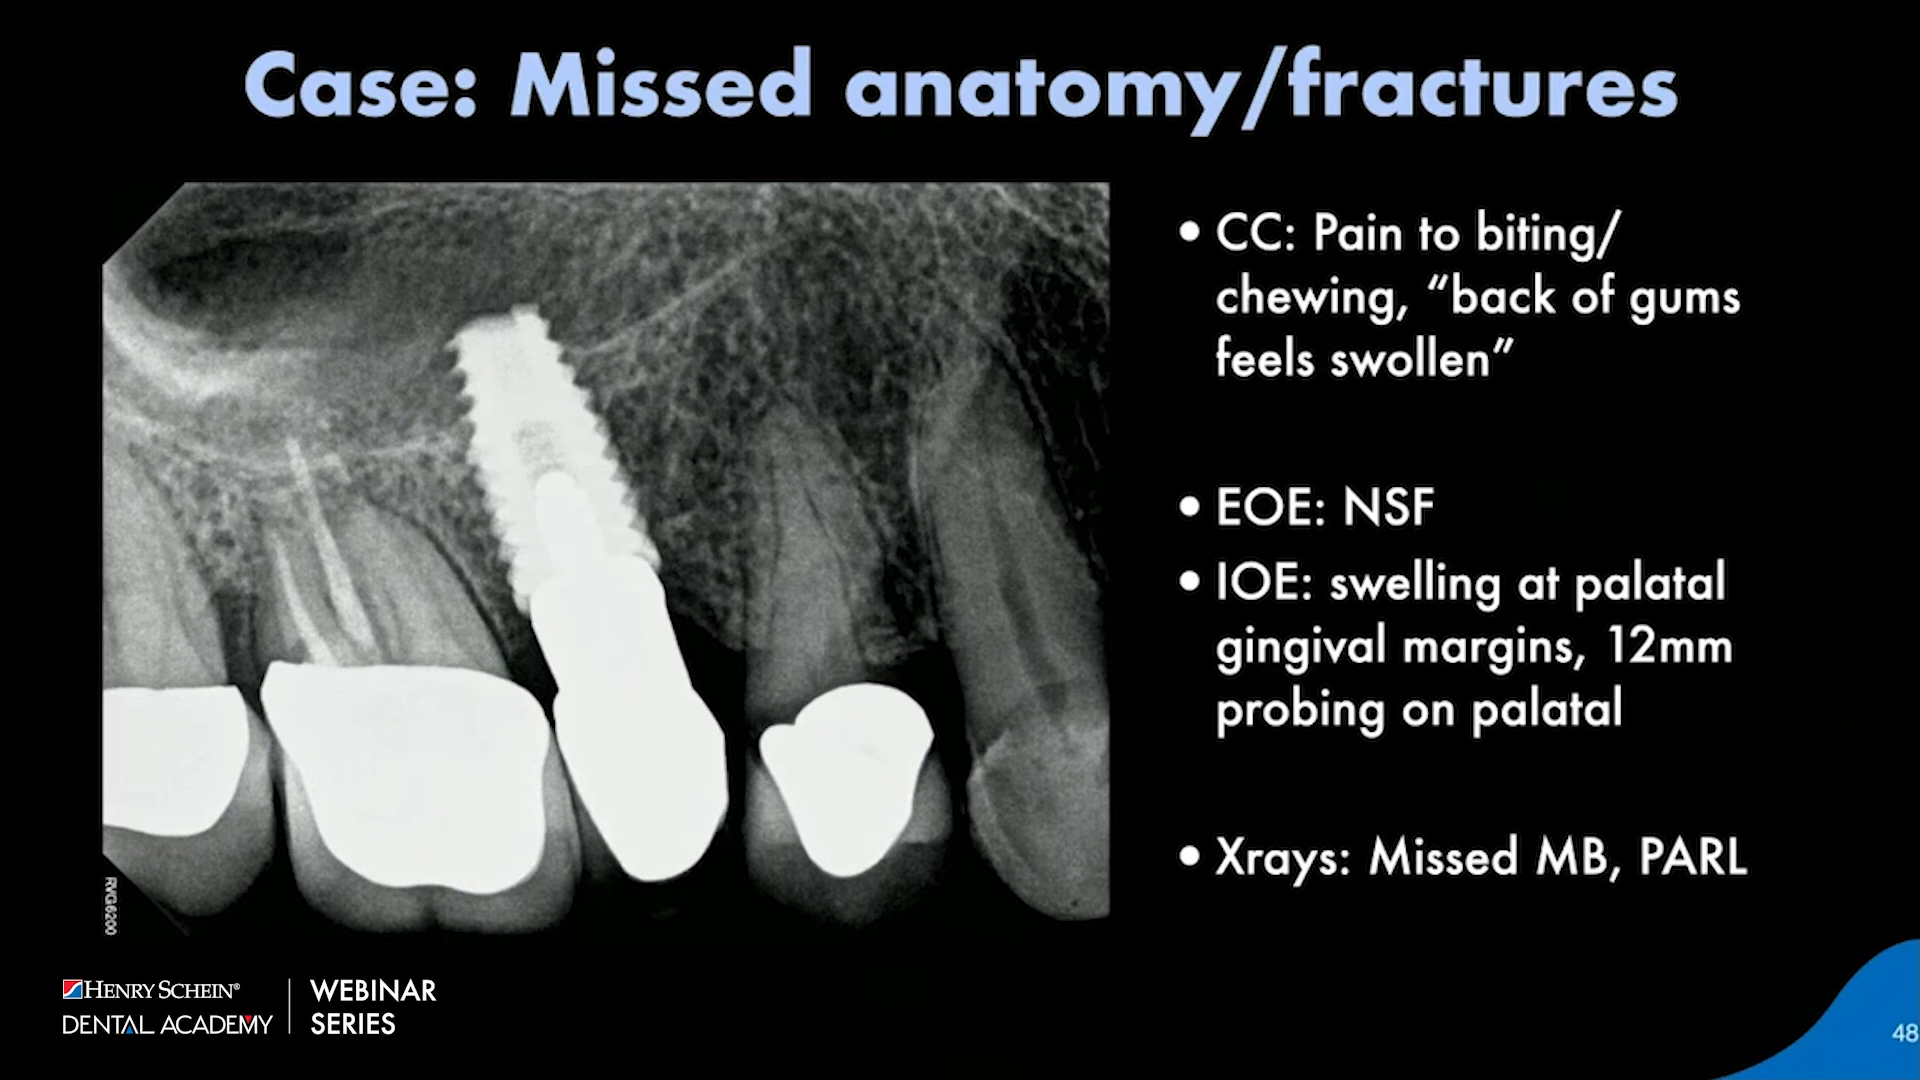 Case: Missed anatomy/fractures
• CC: Pain to biting/
chewing, “back of gums
feels swollen”
• EOE: NSF
• IOE: swelling at palatal
gingival margins, 12mm
probing on palatal
• Xrays: Missed MB, PARL
RVG6200
HENRY SCHEIN®
DENTAL ACADEMY
WEBINAR
SERIES
48